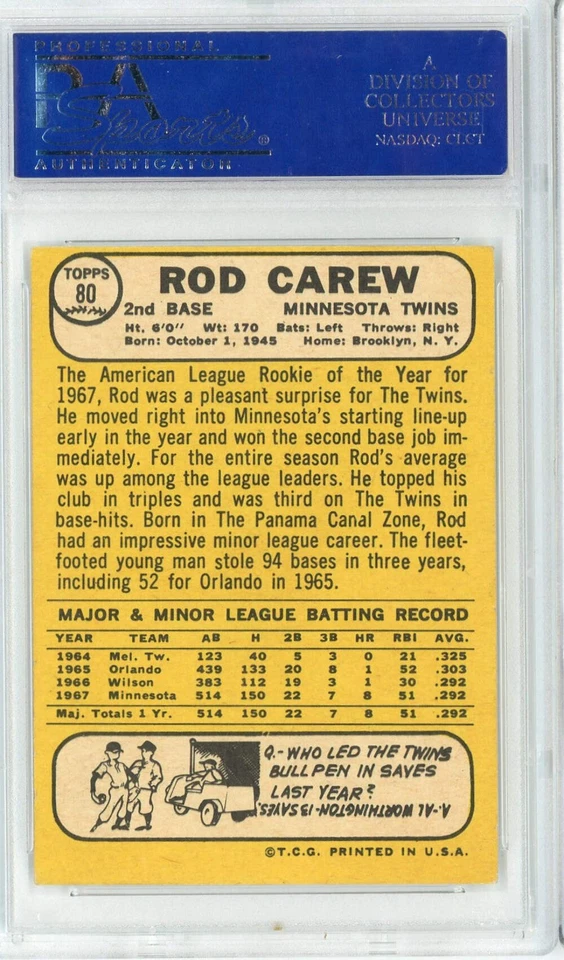 PROFESSIONAL
PSA
AUTHENTICATOR
®
A
DIVISION OF
COLLECTORS
UNIVERSE
NASDAQ: CLCT
TOPPS
80
ROD CAREW
2nd BASE MINNESOTA TWINS
Ht. 6'0" Wt: 170 Bats: Left Throws: Right
Born: October 1, 1945 Home: Brooklyn, N. Y.
The American League Rookie of the Year for
1967, Rod was a pleasant surprise for The Twins.
He moved right into Minnesota's starting line-up
early in the year and won the second base job im-
mediately. For the entire season Rod's average
was up among the league leaders. He topped his
club in triples and was third on The Twins in
base-hits. Born in The Panama Canal Zone, Rod
had an impressive minor league career. The fleet-
footed young man stole 94 bases in three years,
including 52 for Orlando in 1965.
MAJOR & MINOR LEAGUE BATTING RECORD
YEAR TEAM AB H 2B 3B HR RBI AVG.
1964 Mel. Tw. 123 40 5 3 0 21 .325
1965 Orlando 439 133 20 8 1 52 .303
1966 Wilson 383 112 19 3 1 30 .292
1967 Minnesota 514 150 22 7 8 51 .292
Maj. Totals 1 Yr. 514 150 22 7 8 51 .292
Q.-WHO LED THE TWINS
BULLPEN IN SAVES
LAST YEAR?
A. AL WORTHINGTON-13 SAVES.
©T.C.G. PRINTED IN U.S.A.